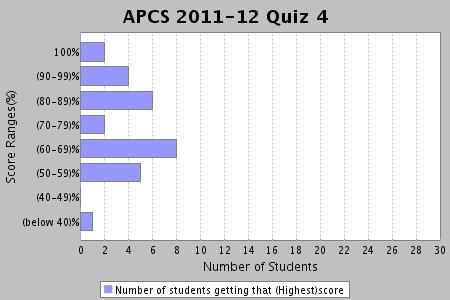 APCS 2011-12 Quiz 4
Score Ranges(%)
100%
(90-99)%
(80-89)%
(70-79)%
(60-69)%
(50-59)%
(40-49)%
(below 40)%
0 2 4 6 8 10 12 14 16 18 20 22 24 26 28 30
Number of Students
Number of students getting that (Highest)score